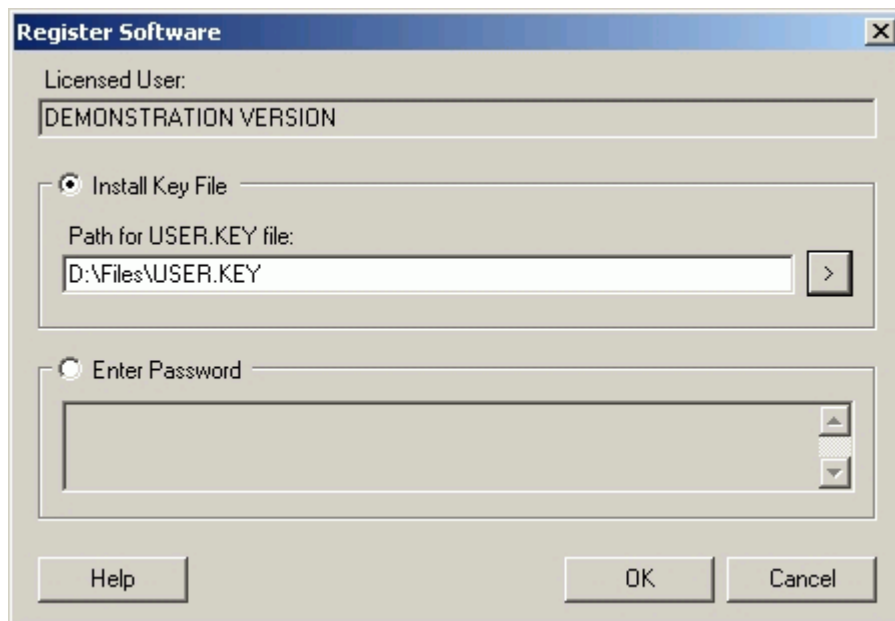 Register Software
Licensed User:
DEMONSTRATION VERSION
Install Key File
Path for USER.KEY file:
D:\Files\USER.KEY
>
Enter Password
Help OK Cancel